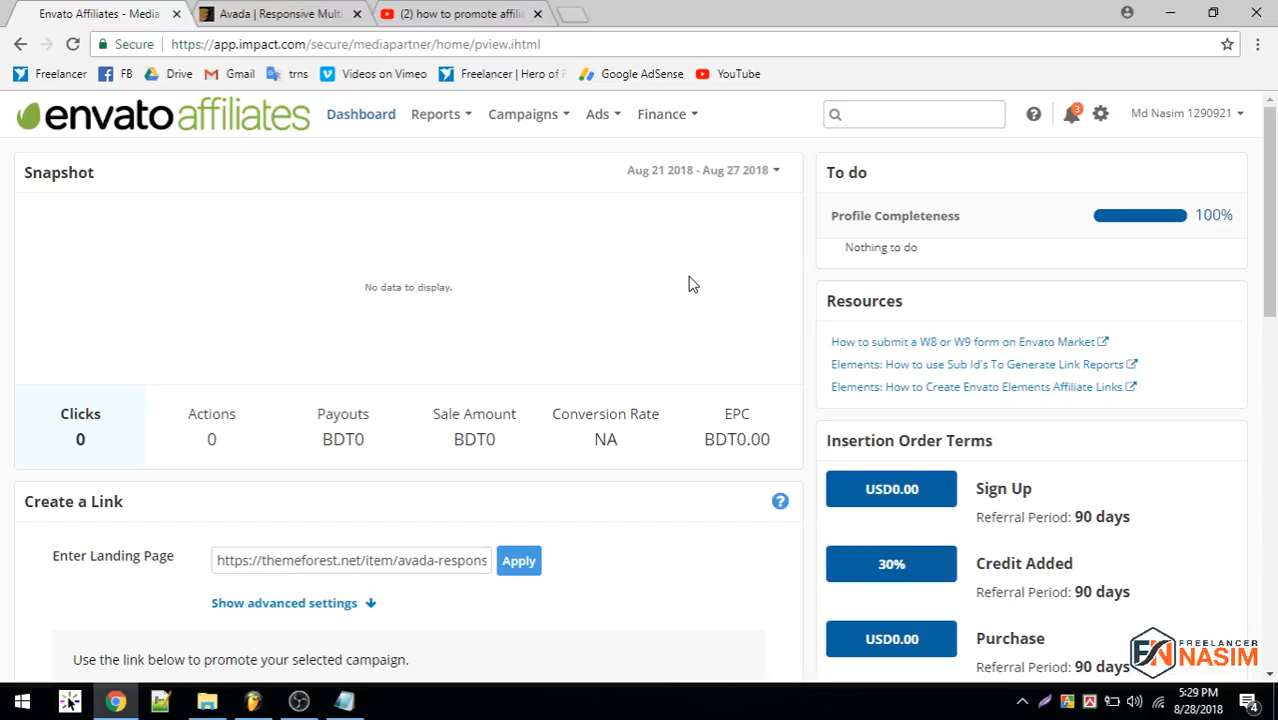 Envato Affiliates - Media
Avada | Responsive Multi
(2) how to promote affili
Secure
https://app.impact.com/secure/mediapartner/home/pview.ihtml
Freelancer
FB
Drive
Gmail
trns
Videos on Vimeo
Freelancer | Hero of F
Google AdSense
YouTube
envato affiliates
Dashboard
Reports
Campaigns
Ads
Finance
3
Md Nasim 1290921
Snapshot
Aug 21 2018 - Aug 27 2018
No data to display.
Clicks
0
Actions
0
Payouts
BDT0
Sale Amount
BDT0
Conversion Rate
NA
EPC
BDT0.00
Create a Link
Enter Landing Page
https://themeforest.net/item/avada-respons
Apply
Show advanced settings
Use the link below to promote your selected campaign.
To do
Profile Completeness
100%
Nothing to do
Resources
How to submit a W8 or W9 form on Envato Market
Elements: How to use Sub Id's To Generate Link Reports
Elements: How to Create Envato Elements Affiliate Links
Insertion Order Terms
USD0.00
Sign Up
Referral Period: 90 days
30%
Credit Added
Referral Period: 90 days
USD0.00
Purchase
Referral Period: 90 days
FREELANCER
NASIM
5:29 PM
8/28/2018
4